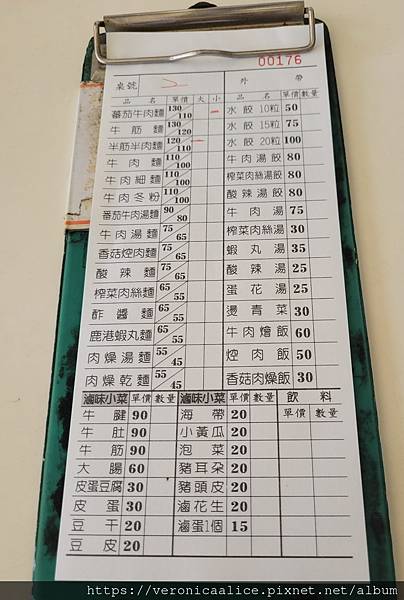 00176
桌號 外帶
品名 單價 大 小 品名 單價 數量
蕃茄牛肉麵 130/110 水餃10粒 50
牛筋麵 130/120 水餃15粒 75
半筋半肉麵 120/110 水餃20粒 100
牛肉麵 120/110 牛肉湯餃 80
牛肉細麵 110/100 榨菜肉絲湯餃 80
牛肉冬粉 110/100 酸辣湯餃 80
蕃茄牛肉湯麵 90/80 牛肉湯 75
牛肉湯麵 75/65 榨菜肉絲湯 30
香菇焢肉麵 75/65 蝦丸湯 35
酸辣麵 75/65 酸辣湯 25
榨菜肉絲麵 65/55 蛋花湯 25
酢醬麵 65/55 燙青菜 30
鹿港蝦丸麵 65/55 牛肉燴飯 60
肉燥湯麵 55/45 焢肉飯 50
肉燥乾麵 55/45 香菇肉燥飯 30
滷味小菜 單價 數量 滷味小菜 單價 數量 飲料
牛腱 90 海帶 20 單價 數量
牛肚 90 小黃瓜 20
牛筋 90 泡菜 20
大腸 60 豬耳朵 20
皮蛋豆腐 30 豬頭皮 20
皮蛋 30 滷花生 20
豆干 20 滷蛋1個 15
豆皮 20
https://veronicaalice.pixnet.net/album